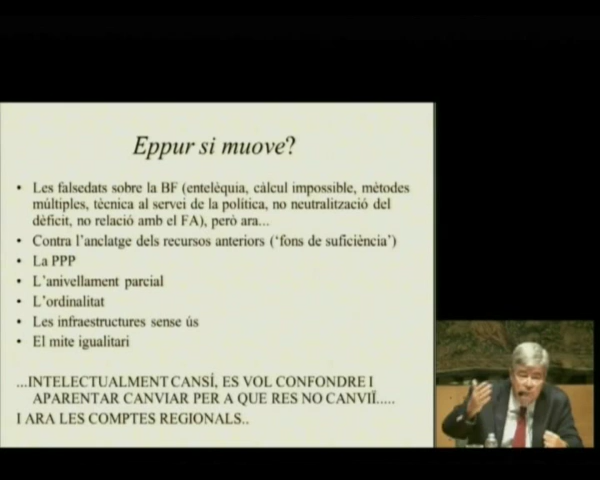 Eppur si muove?
• Les falsedats sobre la BF (entelèquia, càlcul impossible, mètodes
múltiples, tècnica al servei de la política, no neutralització del
dèficit, no relació amb el FA), però ara...
• Contra l'anclatge dels recursos anteriors ('fons de suficiència')
• La PPP
• L'anivellament parcial
• L'ordinalitat
• Les infraestructures sense ús
• El mite igualitari
...INTELECTUALMENT CANSÍ, ES VOL CONFONDRE I
APARENTAR CANVIAR PER A QUE RES NO CANVIÏ.....
I ARA LES COMPTES REGIONALS..